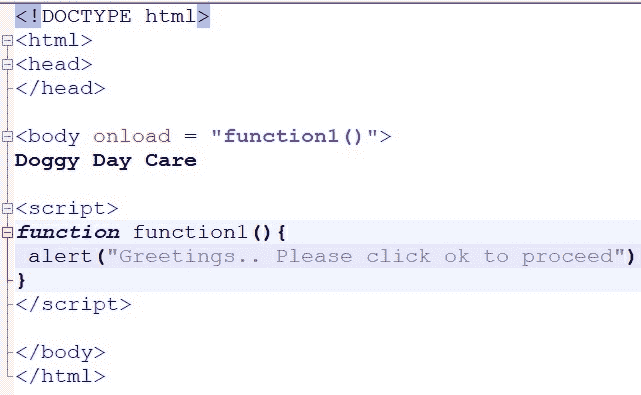 <!DOCTYPE html>
<html>
<head>
</head>
<body onload = "function1()">
Doggy Day Care
<script>
function function1(){
alert("Greetings.. Please click ok to proceed")
}
</script>
</body>
</html>